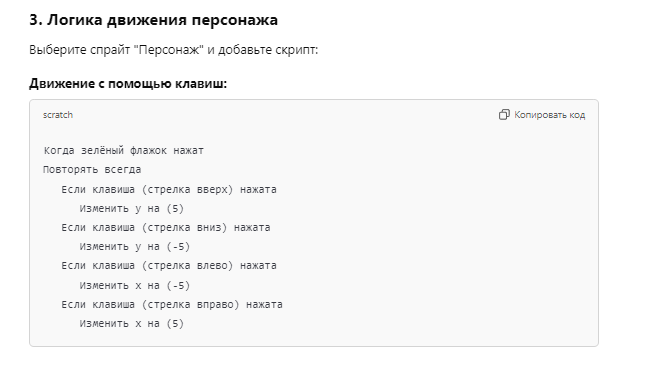 3. Логика движения персонажа
Выберите спрайт "Персонаж" и добавьте скрипт:
Движение с помощью клавиш:
scratch
Копировать код
Когда зелёный флажок нажат
Повторять всегда
Если клавиша (стрелка вверх) нажата
Изменить y на (5)
Если клавиша (стрелка вниз) нажата
Изменить y на (-5)
Если клавиша (стрелка влево) нажата
Изменить x на (-5)
Если клавиша (стрелка вправо) нажата
Изменить x на (5)